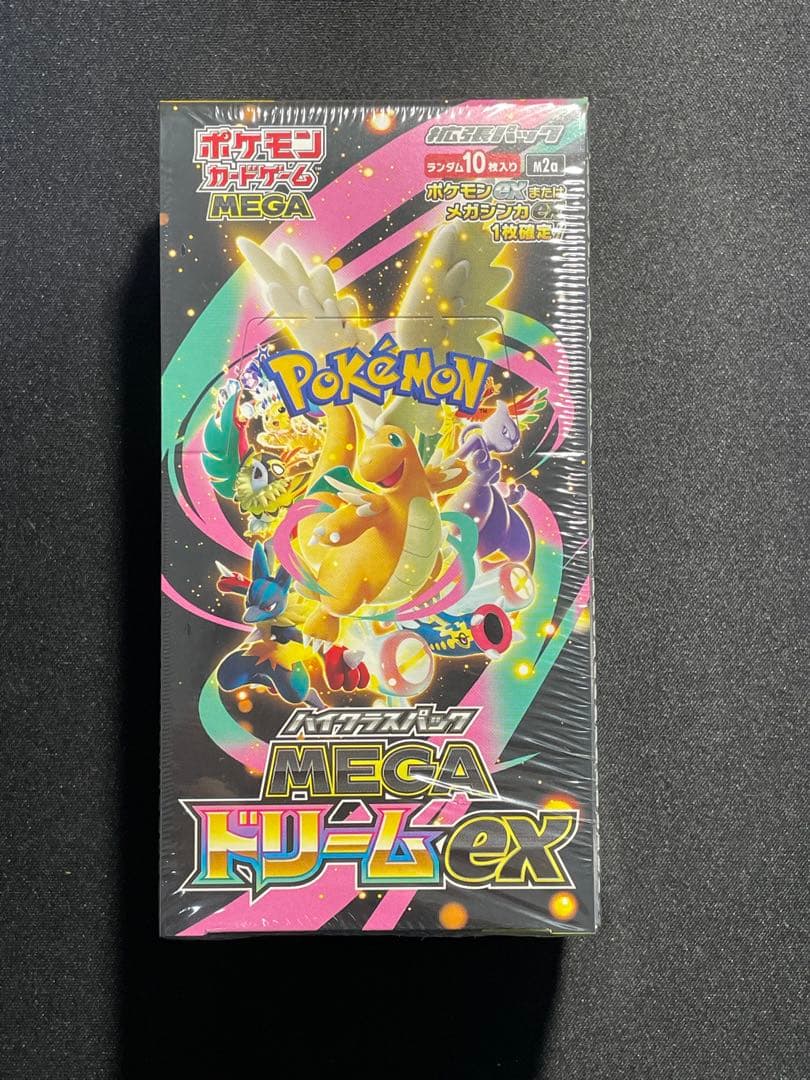 ポケモン
カードゲーム
MEGA
拡張パック
ランダム10枚入り M2a
ポケモンexまたは
メガシンカex
1枚確定!!
POKéMON
TM
ハイクラスパック
MEGA
ドリームex